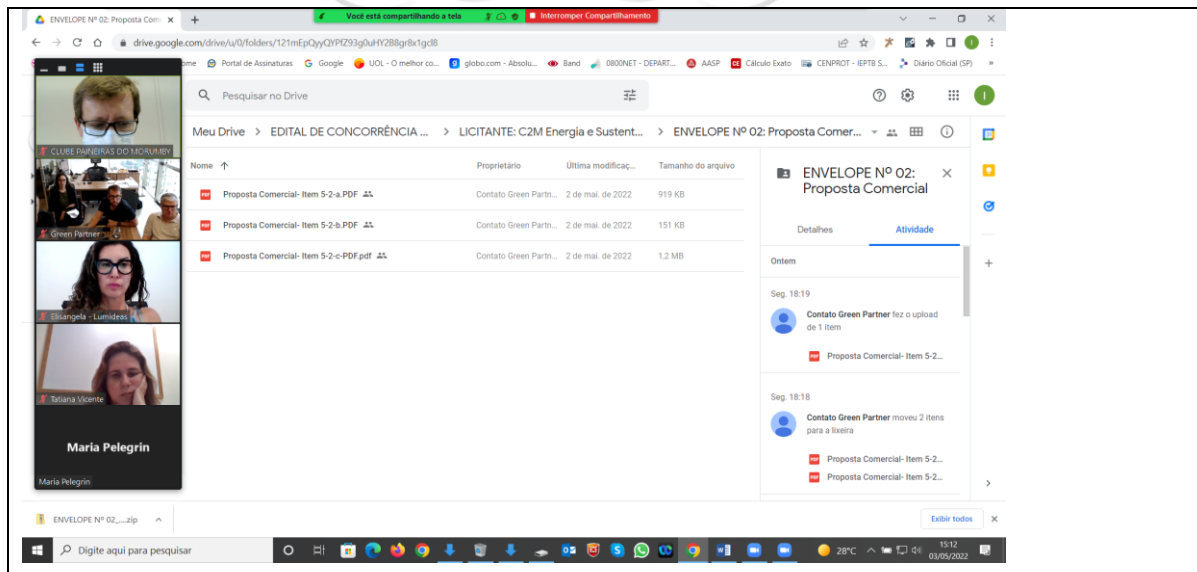 ENVELOPE Nº 02: Proposta Com
Você está compartilhando a tela
Interromper Compartilhamento
drive.google.com/drive/u/0/folders/121mEpQyyQYPfZ93g0uHY2B8gr8x1gcl8
ome Portal de Assinaturas Google UOL - O melhor co... globo.com - Absolu... Band 0800NET - DEPART... AASP Cálculo Exato CENPROT - IEPTB S... Diário Oficial (SP) »
Pesquisar no Drive
I
Meu Drive > EDITAL DE CONCORRÊNCIA ... > LICITANTE: C2M Energia e Sustent... > ENVELOPE Nº 02: Proposta Comer...
Nome Proprietário Última modificaç... Tamanho do arquivo
Proposta Comercial- Item 5-2-a.PDF Contato Green Partn... 2 de mai. de 2022 919 KB
Proposta Comercial- Item 5-2-b.PDF Contato Green Partn... 2 de mai. de 2022 151 KB
Proposta Comercial- Item 5-2-c-PDF.pdf Contato Green Partn... 2 de mai. de 2022 1,2 MB
ENVELOPE Nº 02:
Proposta Comercial
Detalhes Atividade
Ontem
Seg. 18:19
Contato Green Partner fez o upload
de 1 item
Proposta Comercial- Item 5-2...
Seg. 18:18
Contato Green Partner moveu 2 itens
para a lixeira
Proposta Comercial- Item 5-2...
Proposta Comercial- Item 5-2...
CLUBE PAINEIRAS DO MORUMBY
Green Partner
Elisangela - Lumideas
Tatiana Vicente
Maria Pelegrin
Maria Pelegrin
ENVELOPE Nº 02_....zip
Exibir todos
Digite aqui para pesquisar
28°C
15:12
03/05/2022